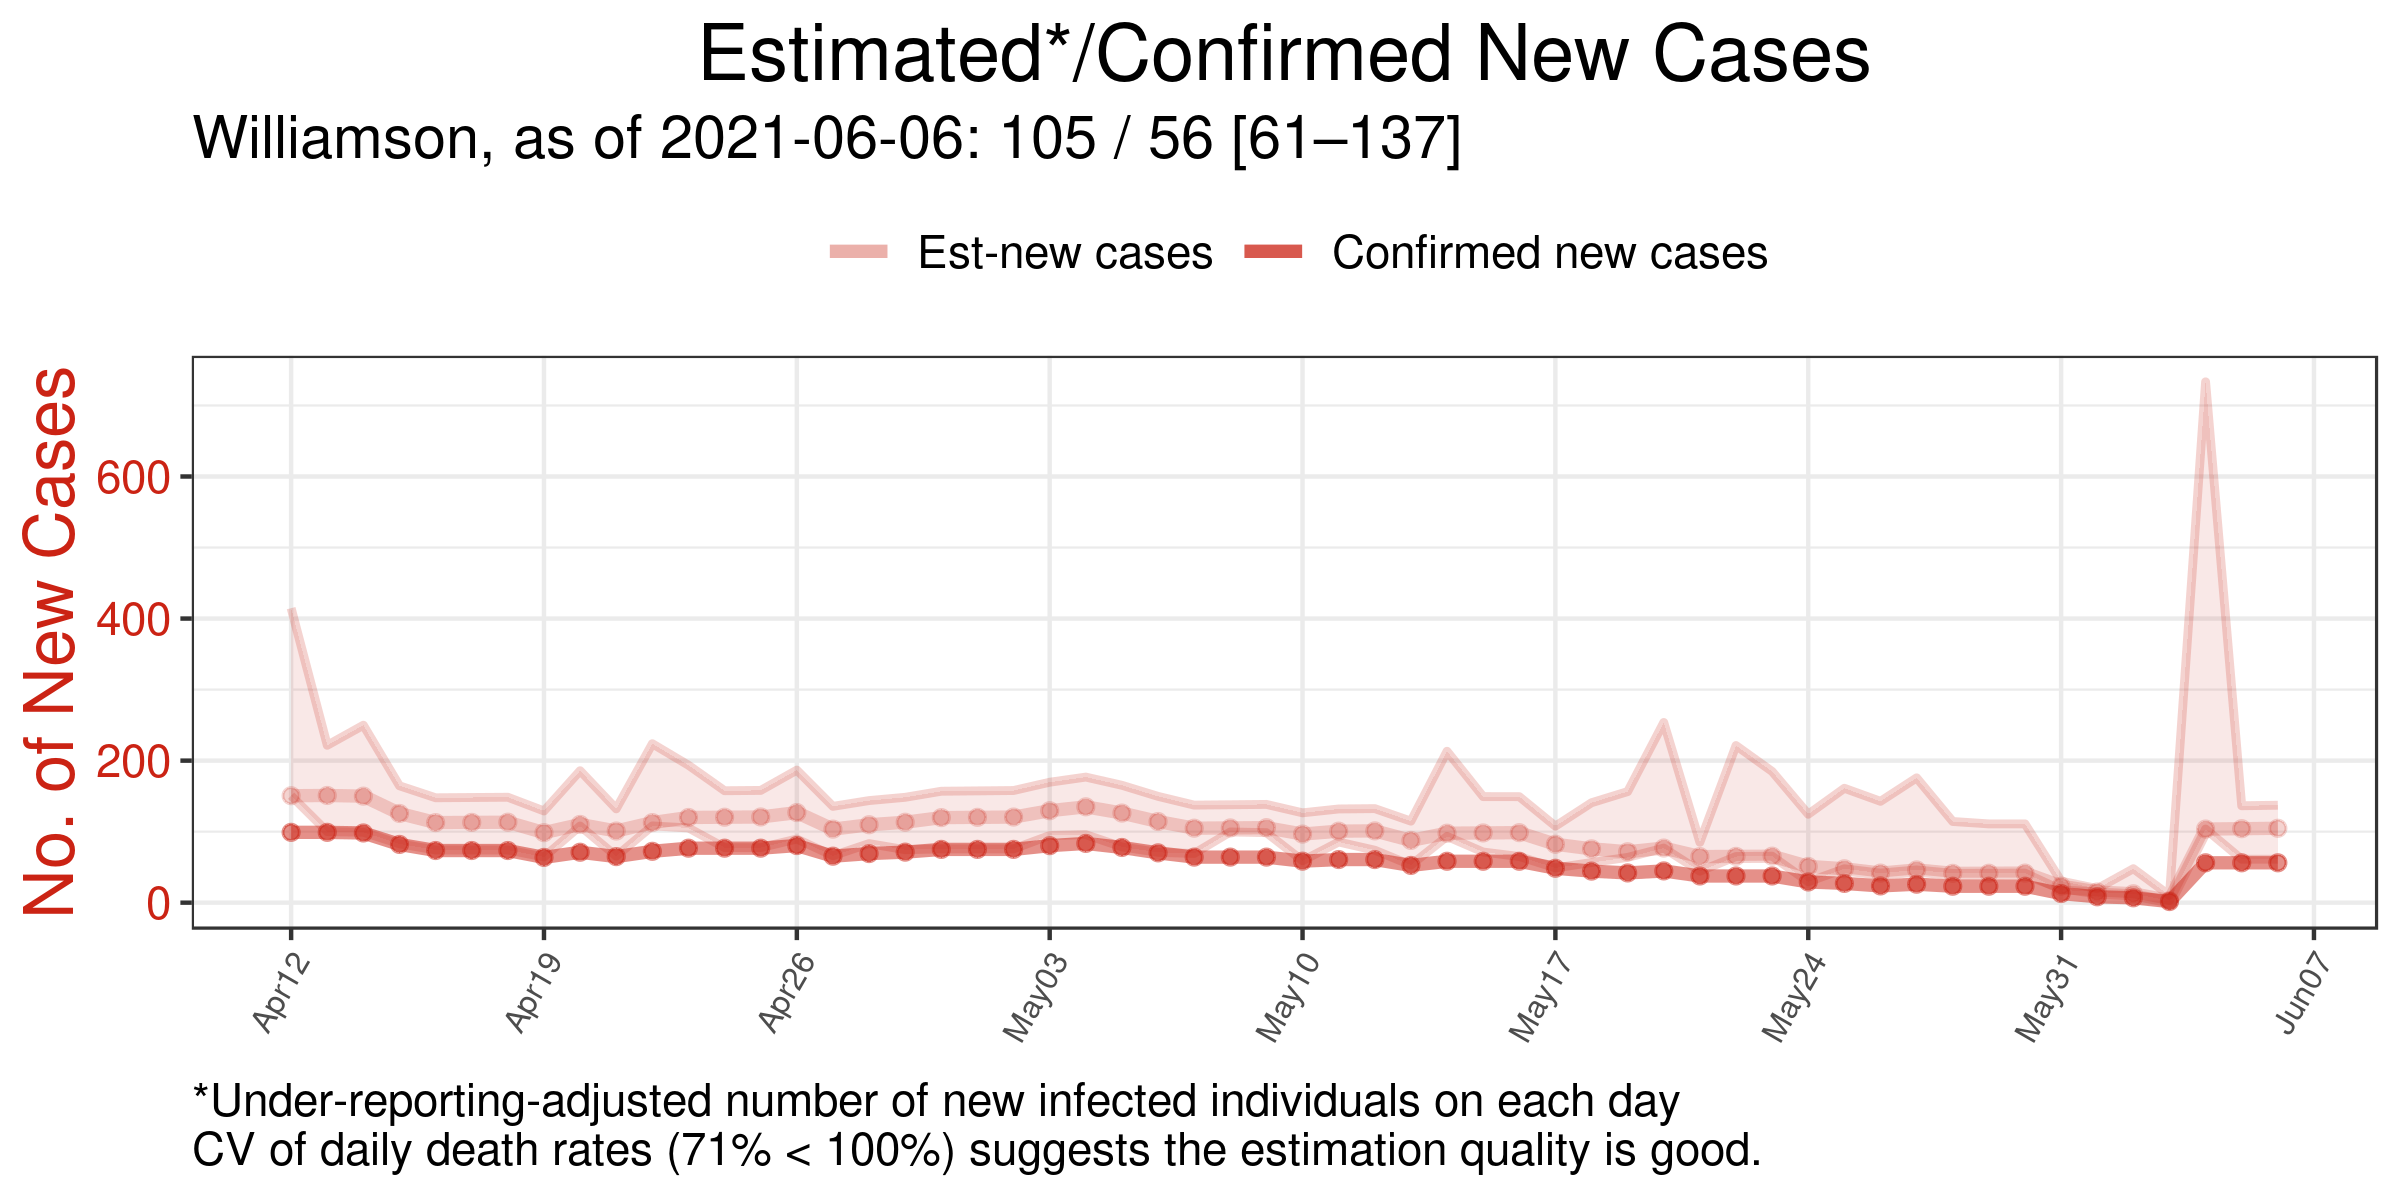 Estimated*/Confirmed New Cases
Williamson, as of 2021-06-06: 105 / 56 [61–137]
Est-new cases
Confirmed new cases
No. of New Cases
600
400
200
0
Apr12
Apr19
Apr26
May03
May10
May17
May24
May31
Jun07
*Under-reporting-adjusted number of new infected individuals on each day
CV of daily death rates (71% < 100%) suggests the estimation quality is good.